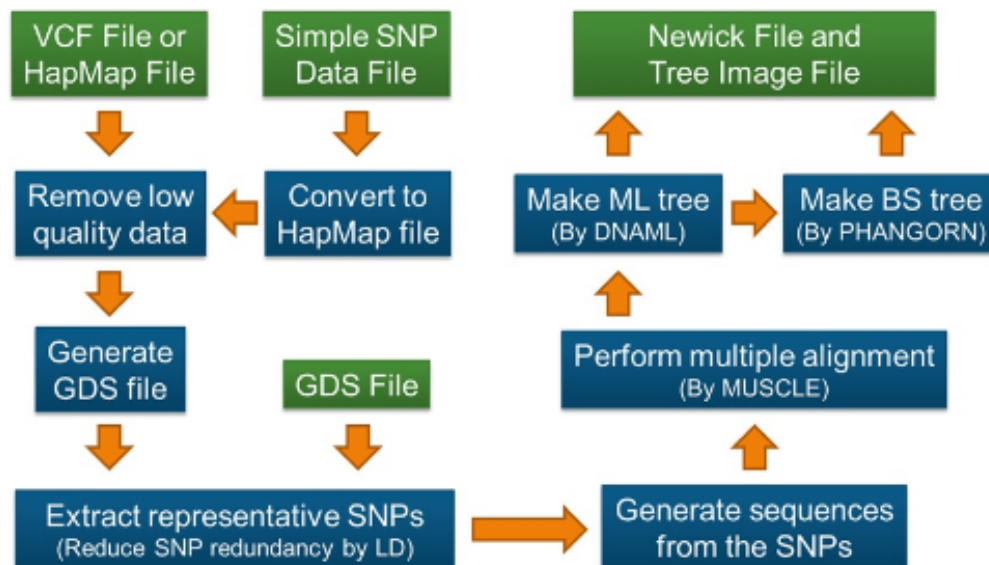 VCF File or
HapMap File
Simple SNP
Data File
Newick File and
Tree Image File
Remove low
quality data
Convert to
HapMap file
Make ML tree
(By DNAML)
Make BS tree
(By PHANGORN)
Generate
GDS file
GDS File
Perform multiple alignment
(By MUSCLE)
Extract representative SNPs
(Reduce SNP redundancy by LD)
Generate sequences
from the SNPs